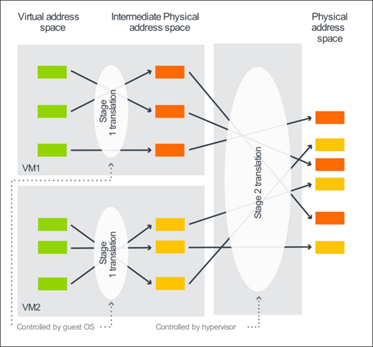 Virtual address
space
Intermediate Physical
address space
Physical
address
space
Stage
1 translation
VM1
Stage 2 translation
Stage
1 translation
VM2
Controlled by guest OS
Controlled by hypervisor